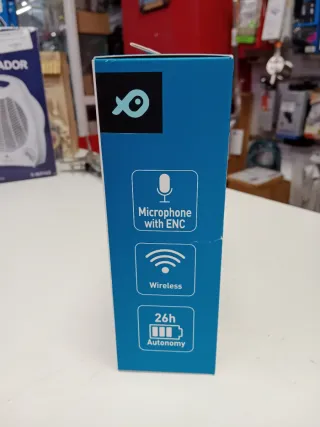 ADOR
Microphone
with ENC
Wireless
26h
Autonomy